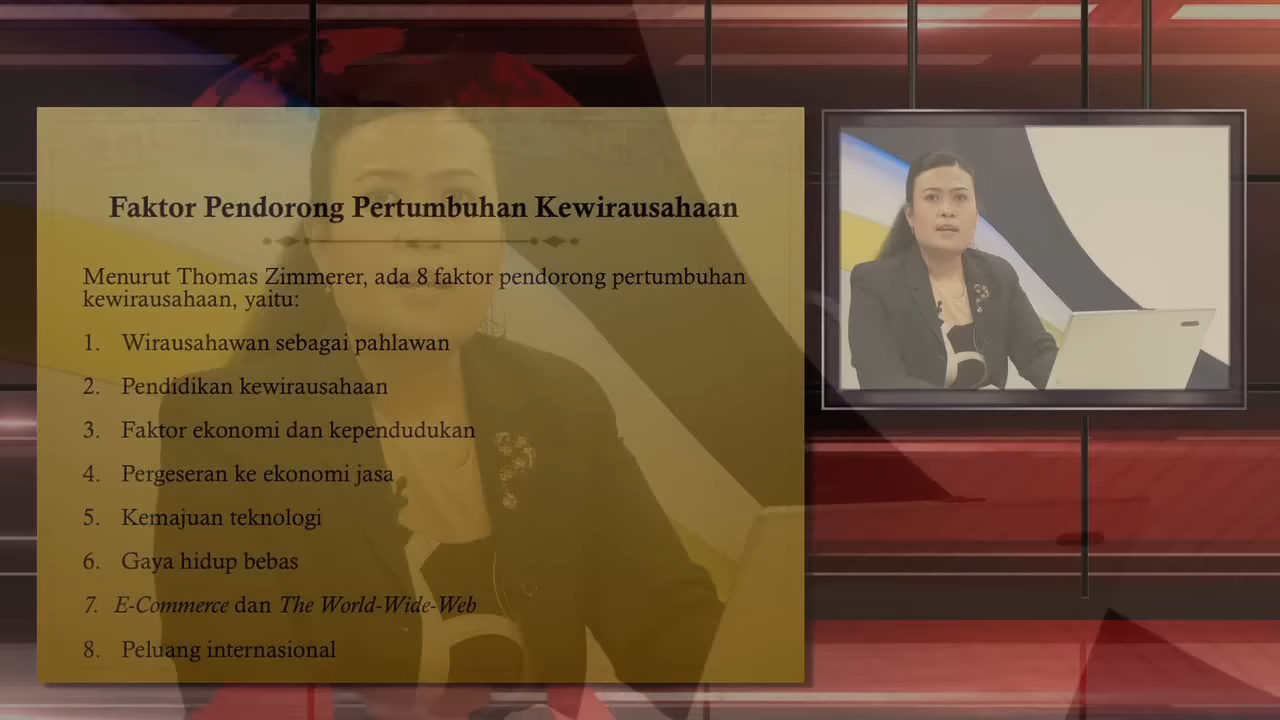 Faktor Pendorong Pertumbuhan Kewirausahaan
Menurut Thomas Zimmerer, ada 8 faktor pendorong pertumbuhan
kewirausahaan, yaitu:
1. Wirausahawan sebagai pahlawan
2. Pendidikan kewirausahaan
3. Faktor ekonomi dan kependudukan
4. Pergeseran ke ekonomi jasa
5. Kemajuan teknologi
6. Gaya hidup bebas
7. E-Commerce dan The World-Wide-Web
8. Peluang internasional